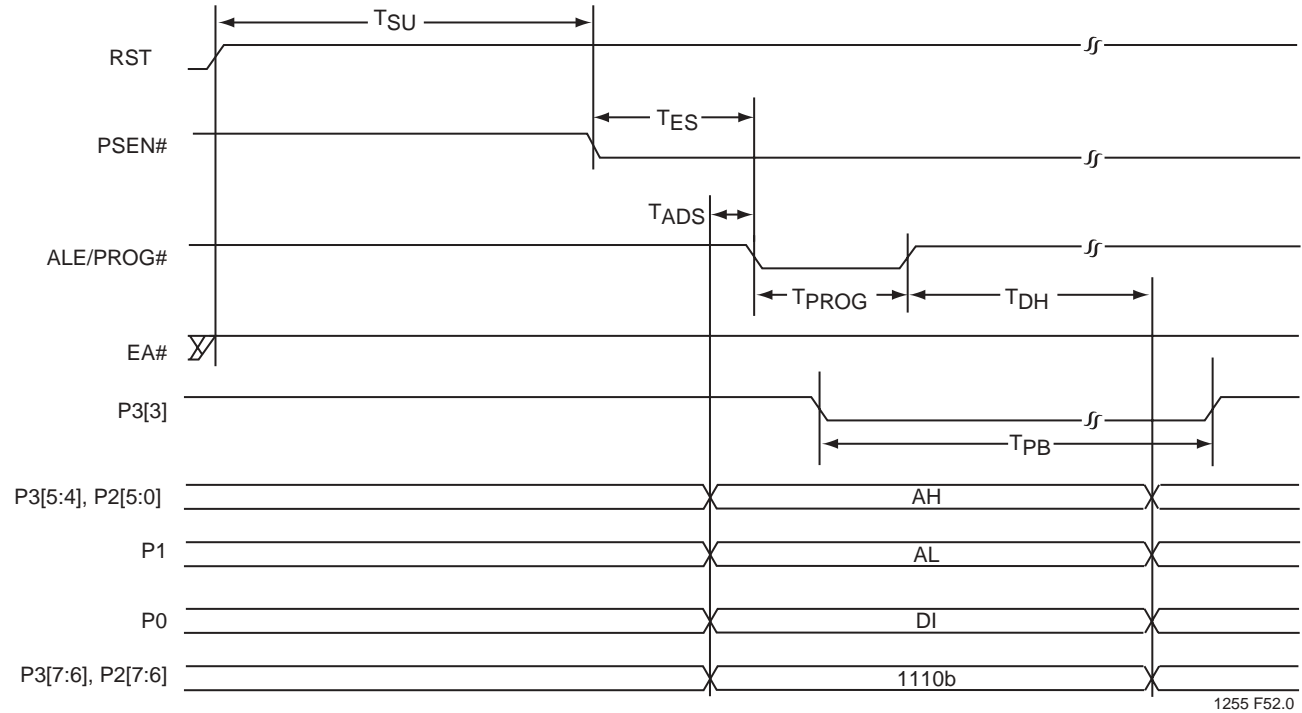 TSU
RST
TES
PSEN#
TADS
ALE/PROG#
TPROG
TDH
EA#
P3[3]
TPB
P3[5:4], P2[5:0]
AH
P1
AL
P0
DI
P3[7:6], P2[7:6]
1110b
1255 F52.0